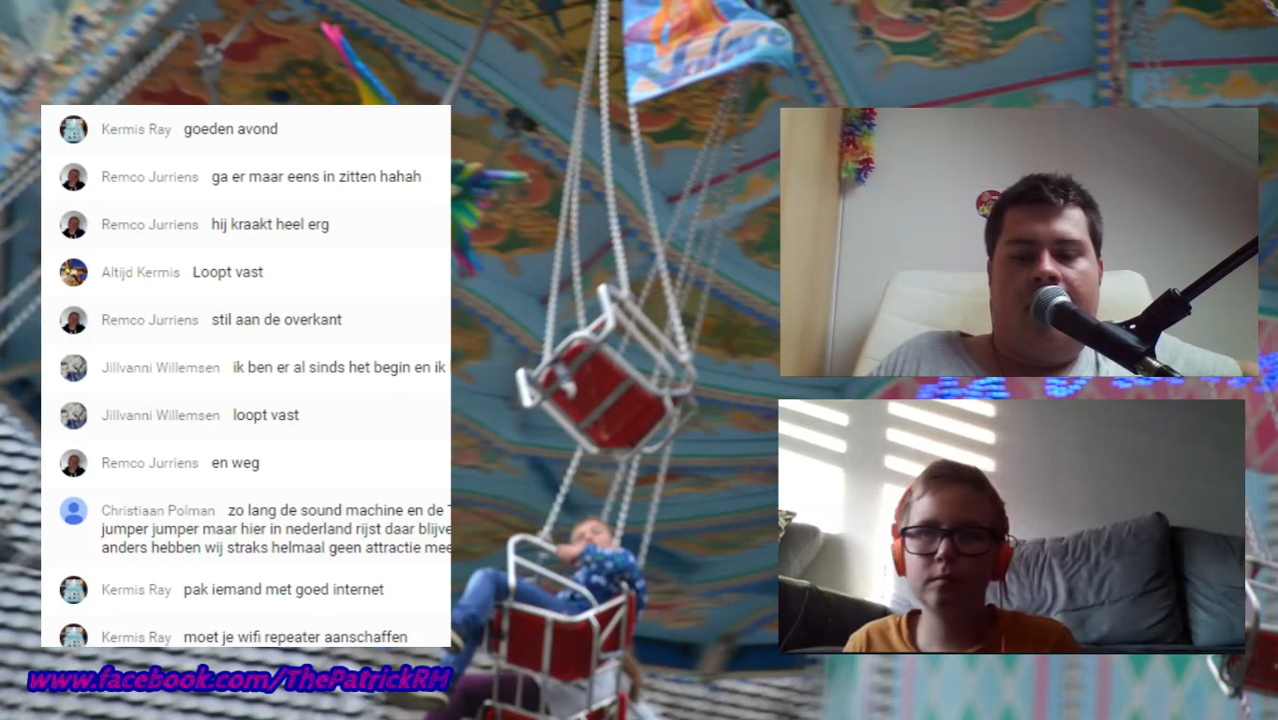 Kermis Ray goeden avond
Remco Jurriens ga er maar eens in zitten hahah
Remco Jurriens hij kraakt heel erg
Altijd Kermis Loopt vast
Remco Jurriens stil aan de overkant
Jillvanni Willemsen ik ben er al sinds het begin en ik
Jillvanni Willemsen loopt vast
Remco Jurriens en weg
Christiaan Polman zo lang de sound machine en de
jumper jumper maar hier in nederland rijst daar blijve
anders hebben wij straks helmaal geen attractie mee
Kermis Ray pak iemand met goed internet
Kermis Ray moet je wifi repeater aanschaffen
www.facebook.com/ThePatrickRH